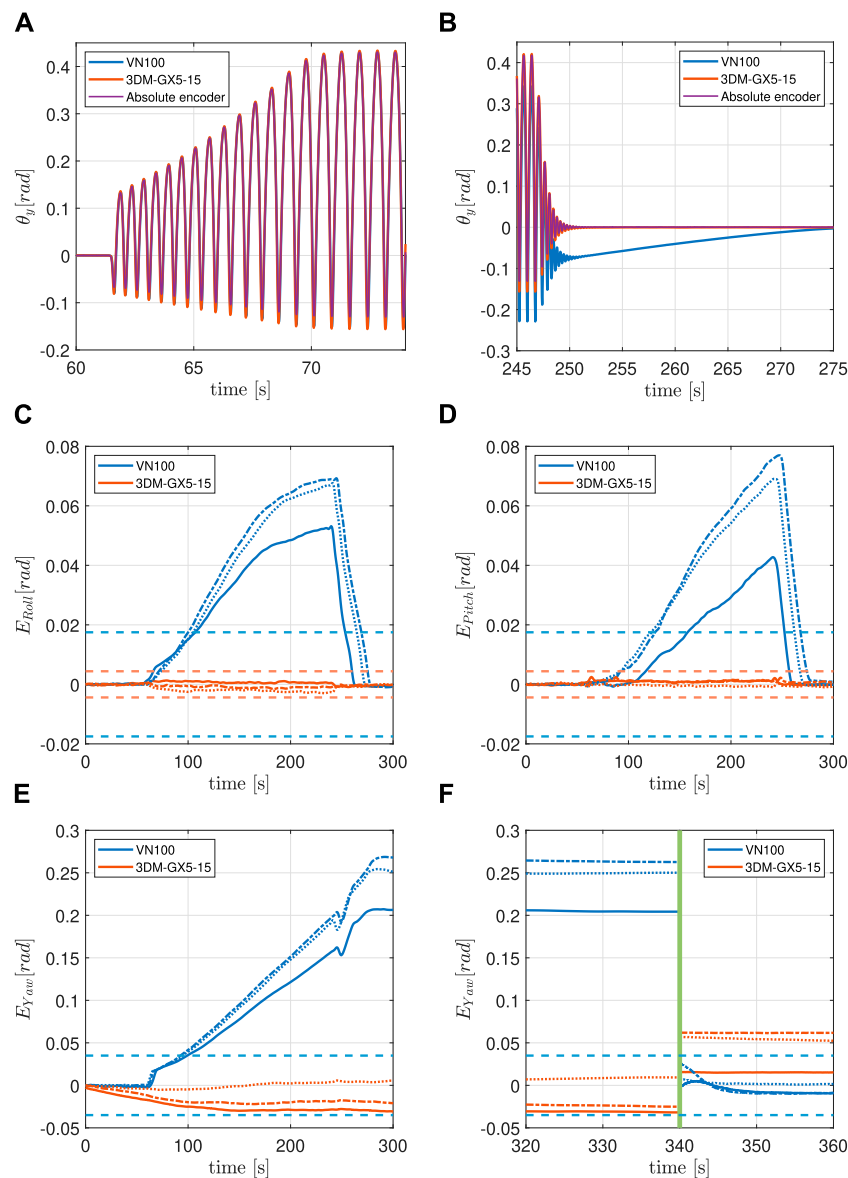 A
VN100
3DM-GX5-15
Absolute encoder
0.4
0.3
0.2
0.1
0
-0.1
-0.2
θy[rad]
60
65
70
time [s]
B
VN100
3DM-GX5-15
Absolute encoder
0.4
0.3
0.2
0.1
0
-0.1
-0.2
-0.3
θy[rad]
245
250
255
260
265
270
275
time [s]
C
VN100
3DM-GX5-15
0.08
0.06
0.04
0.02
0
-0.02
ERoll[rad]
0
100
200
300
time [s]
D
VN100
3DM-GX5-15
0.08
0.06
0.04
0.02
0
-0.02
EPitch[rad]
0
100
200
300
time [s]
E
VN100
3DM-GX5-15
0.3
0.25
0.2
0.15
0.1
0.05
0
-0.05
EYaw[rad]
0
100
200
300
time [s]
F
VN100
3DM-GX5-15
0.3
0.25
0.2
0.15
0.1
0.05
0
-0.05
EYaw[rad]
320
330
340
350
360
time [s]